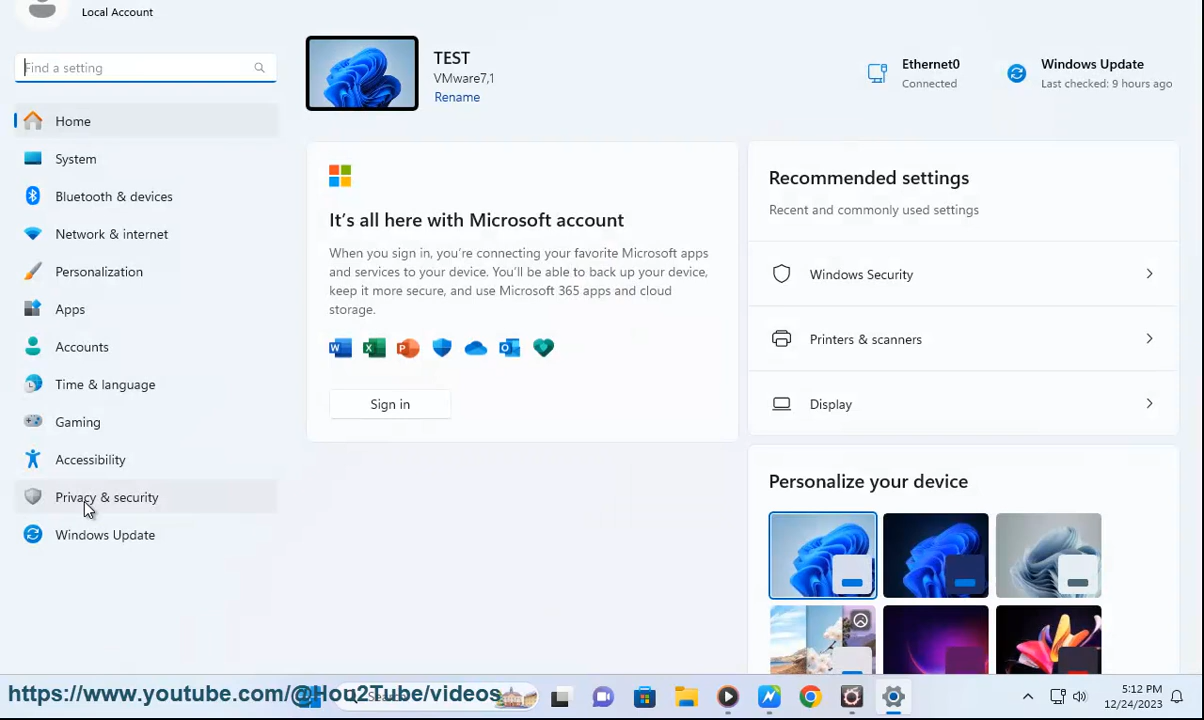 Local Account
Find a setting
Home
System
Bluetooth & devices
Network & internet
Personalization
Apps
Accounts
Time & language
Gaming
Accessibility
Privacy & security
Windows Update
TEST
VMware7,1
Rename
Ethernet0
Connected
Windows Update
Last checked: 9 hours ago
It's all here with Microsoft account
When you sign in, you're connecting your favorite Microsoft apps
and services to your device. You'll be able to back up your device,
keep it more secure, and use Microsoft 365 apps and cloud
storage.
Sign in
Recommended settings
Recent and commonly used settings
Windows Security
Printers & scanners
Display
Personalize your device
https://www.youtube.com/@Hou2Tube/videos
5:12 PM
12/24/2023